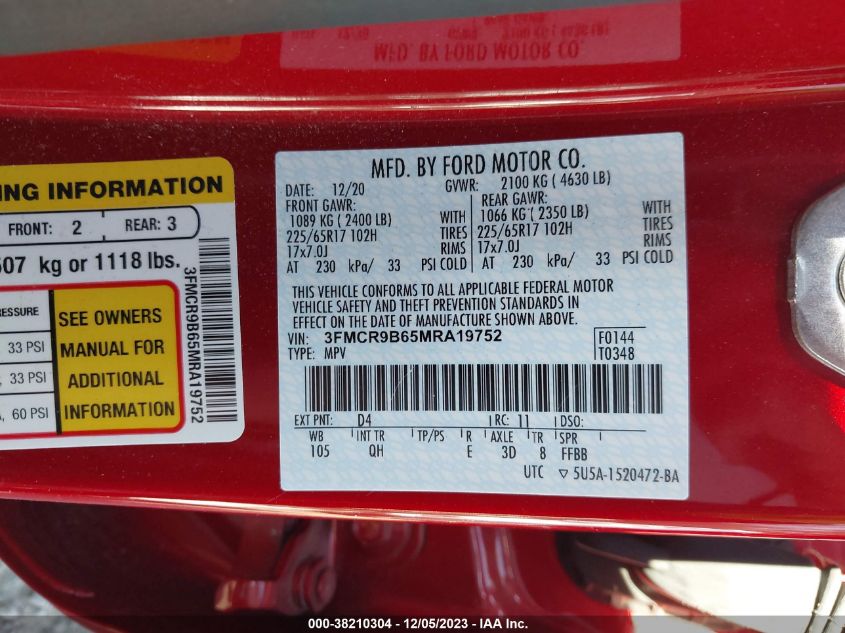 MFD. BY FORD MOTOR CO.
NG INFORMATION
FRONT: 2 REAR: 3
507 kg or 1118 lbs.
PRESSURE
33 PSI
33 PSI
60 PSI
SEE OWNERS
MANUAL FOR
ADDITIONAL
INFORMATION
3FMCR9B65MRA19752
MFD. BY FORD MOTOR CO.
DATE: 12/20 GVWR: 2100 KG ( 4630 LB)
FRONT GAWR: REAR GAWR:
1089 KG ( 2400 LB) WITH 1066 KG ( 2350 LB) WITH
225/65R17 102H TIRES 225/65R17 102H TIRES
17x7.0J RIMS 17x7.0J RIMS
AT 230 kPa/ 33 PSI COLD AT 230 kPa/ 33 PSI COLD
THIS VEHICLE CONFORMS TO ALL APPLICABLE FEDERAL MOTOR
VEHICLE SAFETY AND THEFT PREVENTION STANDARDS IN
EFFECT ON THE DATE OF MANUFACTURE SHOWN ABOVE.
VIN: 3FMCR9B65MRA19752 F0144
TYPE: MPV T0348
EXT PNT: D4 RC: 11 DSO:
WB INT TR TP/PS R AXLE TR SPR
105 QH E 3D 8 FFBB
UTC ▽ 5U5A-1520472-BA
000-38210304 - 12/05/2023 - IAA Inc.